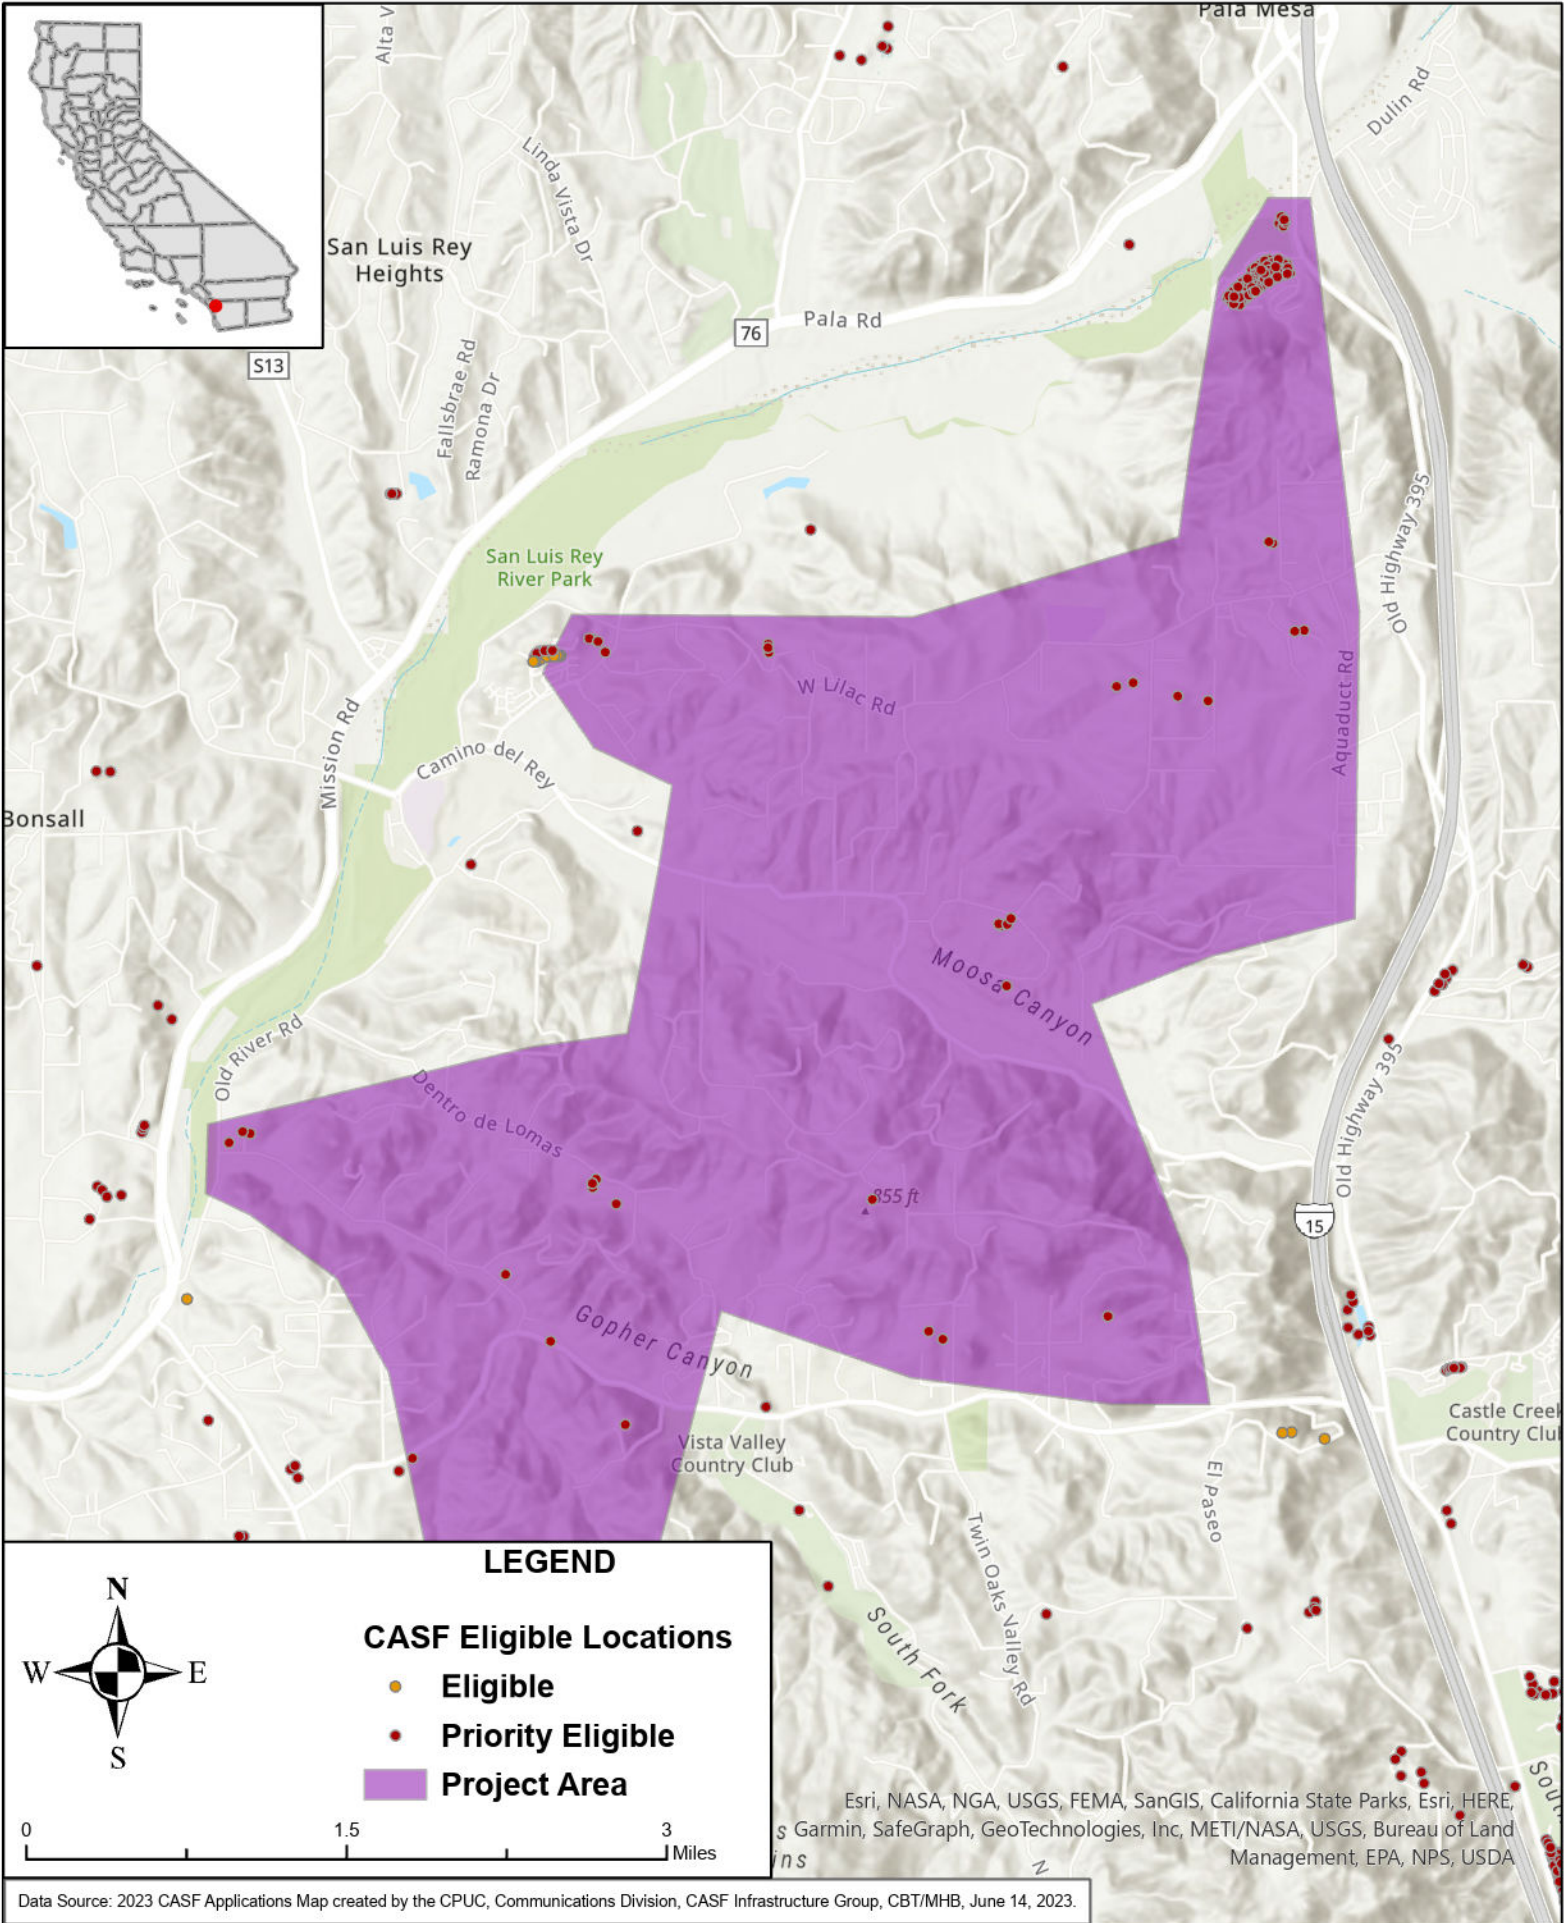 Pala Mesa
Alta V
Dulin Rd
Linda Vista Dr
San Luis Rey
Heights
76
Pala Rd
S13
Fallsbrae Rd
Ramona Dr
Old Highway 395
San Luis Rey
River Park
W Lilac Rd
Aquaduct Rd
Mission Rd
Camino del Rey
Bonsall
Moosa Canyon
Old River Rd
Old Highway 395
Dentro de Lomas
855 ft
15
Gopher Canyon
Castle Creek
Country Clu
Vista Valley
Country Club
El Paseo
Twin Oaks Valley Rd
South Fork
Sou
LEGEND
N
W
E
S
CASF Eligible Locations
Eligible
Priority Eligible
Project Area
0
1.5
3
Miles
s
ins
N
Esri, NASA, NGA, USGS, FEMA, SanGIS, California State Parks, Esri, HERE,
Garmin, SafeGraph, GeoTechnologies, Inc, METI/NASA, USGS, Bureau of Land
Management, EPA, NPS, USDA
Data Source: 2023 CASF Applications Map created by the CPUC, Communications Division, CASF Infrastructure Group, CBT/MHB, June 14, 2023.